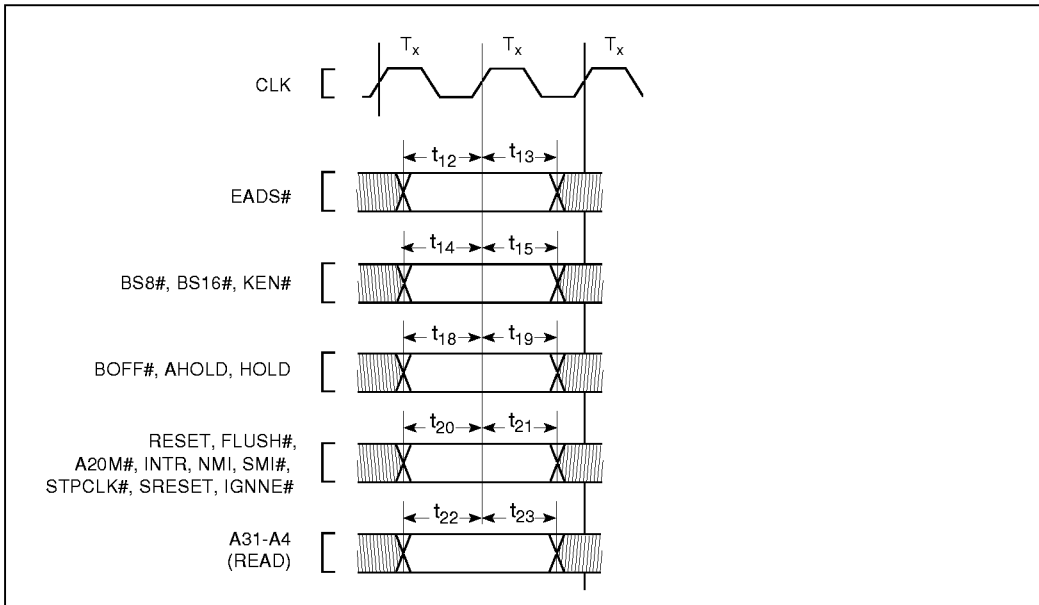 Tx Tx Tx
CLK
t12 t13
EADS#
t14 t15
BS8#, BS16#, KEN#
t18 t19
BOFF#, AHOLD, HOLD
t20 t21
RESET, FLUSH#,
A20M#, INTR, NMI, SMI#,
STPCLK#, SRESET, IGNNE#
t22 t23
A31-A4
(READ)